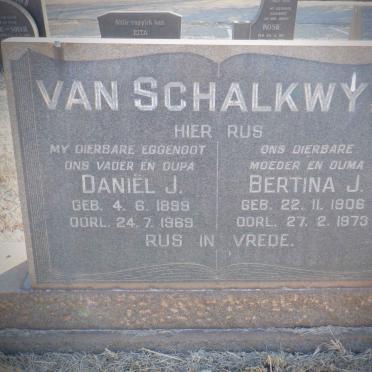 VAN SCHALKWY
HIER RUS
MY DIERBARE EGGENOOT
ONS VADER EN OUPA
DANIËL J.
GEB. 4. 6. 1899
OORL. 24. 7. 1969
ONS DIERBARE
MOEDER EN OUMA
BERTINA J.
GEB. 22. 11. 1906
OORL. 27. 2. 1973
RUS IN VREDE.